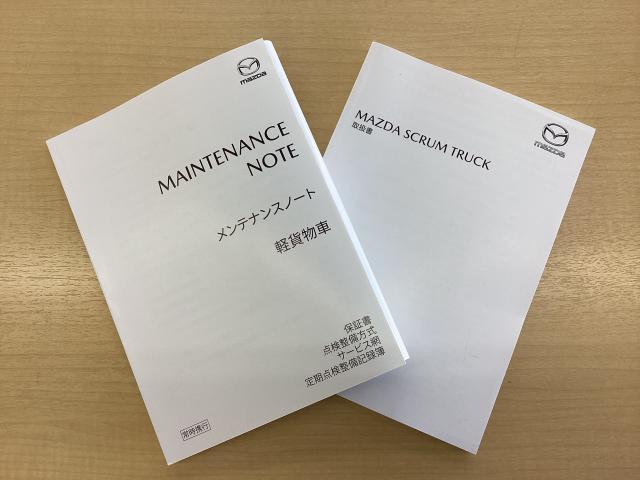 mazda
MAINTENANCE
NOTE
メンテナンスノート
軽貨物車
保証書
点検整備方式
サービス網
定期点検整備記録簿
常時携行
MAZDA SCRUM TRUCK
取扱書
mazda